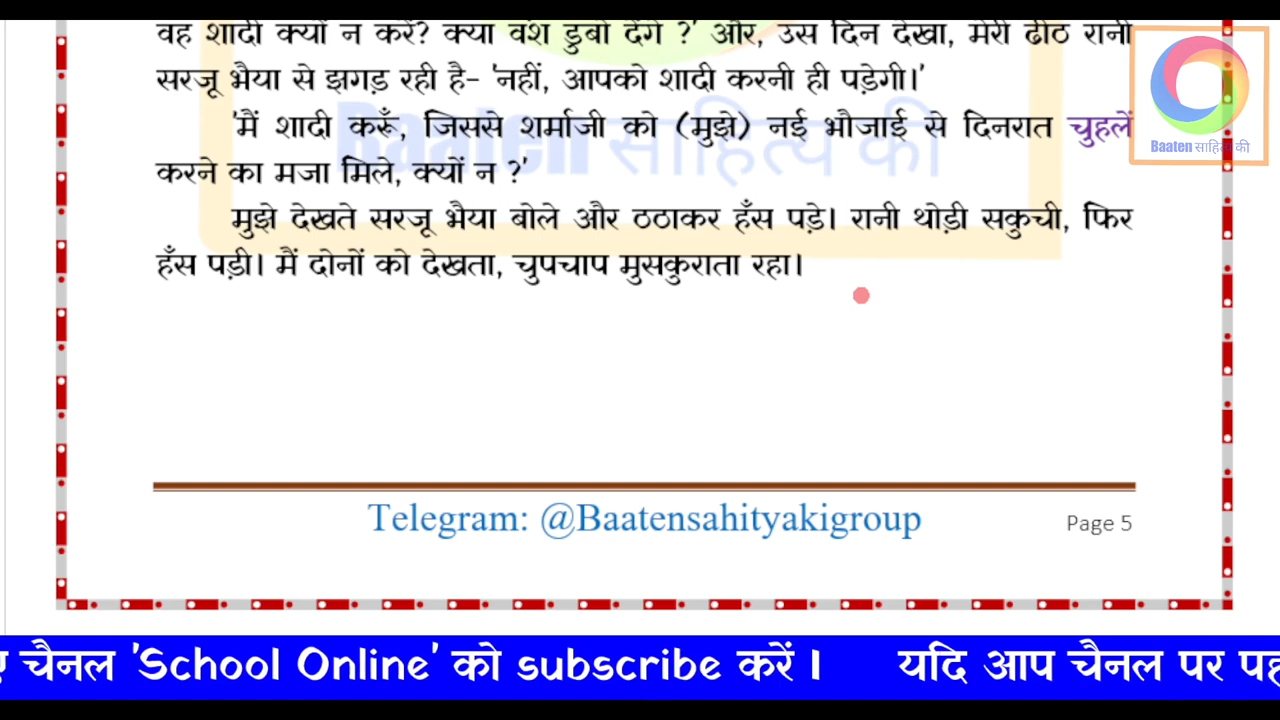 वह शादी क्यों न करें? क्या वंश डुबो देंगे ?' और, उस दिन देखा, मेरी ढीठ रानी
सरजू भैया से झगड़ रही है- 'नहीं, आपको शादी करनी ही पड़ेगी।'
'मैं शादी करूँ, जिससे शर्माजी को (मुझे) नई भौजाई से दिनरात चुहलें
करने का मजा मिले, क्यों न ?'
मुझे देखते सरजू भैया बोले और ठठाकर हँस पड़े। रानी थोड़ी सकुची, फिर
हँस पड़ी। मैं दोनों को देखता, चुपचाप मुसकुराता रहा।
Baaten साहित्य की
Baaten साहित्य की
Telegram: @Baatensahityakigroup
Page 5
चैनल 'School Online' को subscribe करें । यदि आप चैनल पर